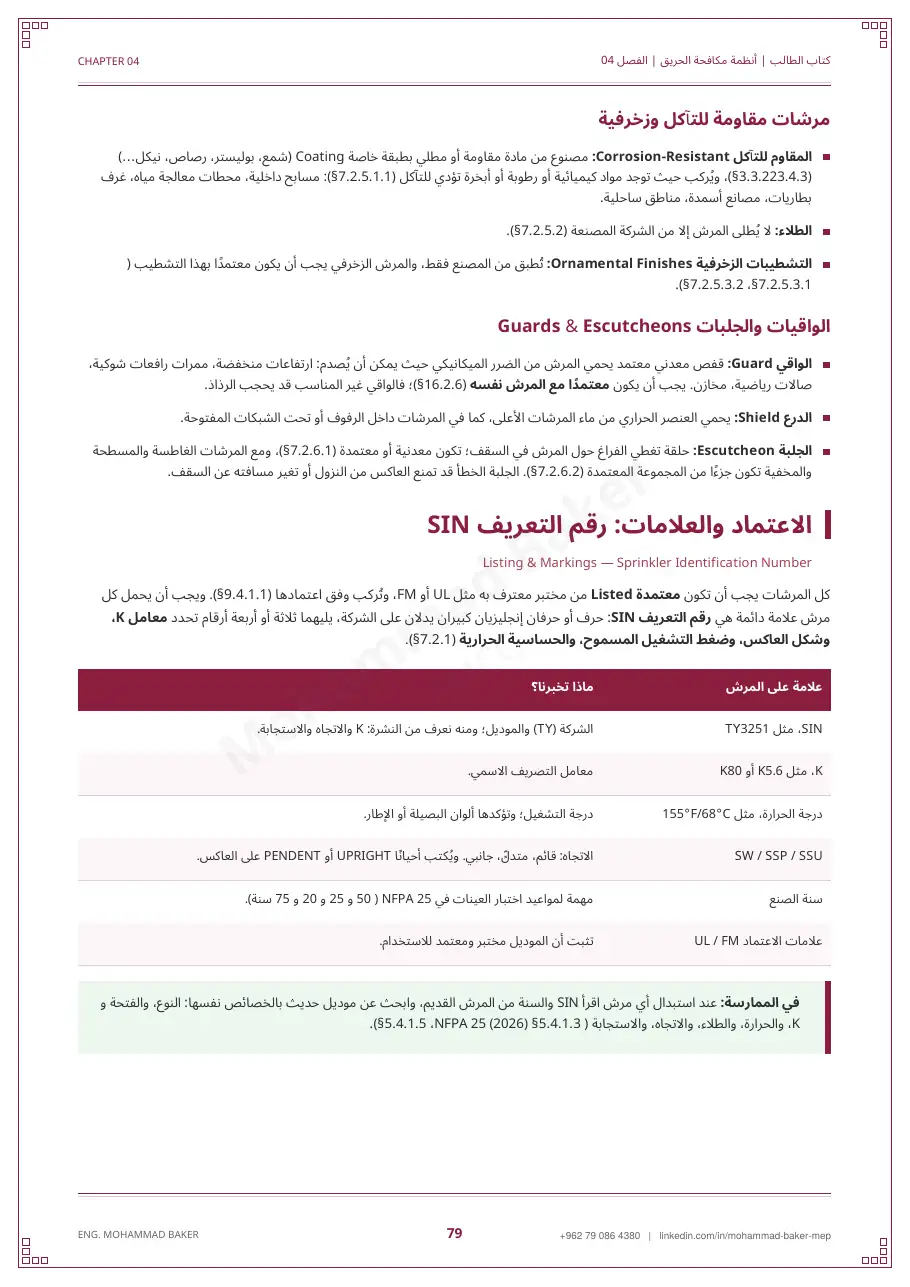 كتاب الطالب | أنظمة مكافحة الحريق | الفصل 04
CHAPTER 04
مرشات مقاومة للتآكل وزخرفية
المقاوم للتآكل Corrosion-Resistant: مصنوع من مادة مقاومة أو مطلي بطبقة خاصة Coating (شمع، بوليستر، رصاص، نيكل…)
(§3.3.223.4.3)، ويُركب حيث توجد مواد كيميائية أو رطوبة أو أبخرة تؤدي للتآكل (§7.2.5.1.1): مسابح داخلية، محطات معالجة مياه، غرف
بطاريات، مصانع أسمدة، مناطق ساحلية.
الطلاء: لا يُطلى المرش إلا من الشركة المصنعة (§7.2.5.2).
التشطيبات الزخرفية Ornamental Finishes: تُطبق من المصنع فقط، والمرش الزخرفي يجب أن يكون معتمدًا بهذا التشطيب (
§7.2.5.3.1، §7.2.5.3.2).
الواقيات والجلبات Guards & Escutcheons
الواقي Guard: قفص معدني معتمد يحمي المرش من الضرر الميكانيكي حيث يمكن أن يُصدم: ارتفاعات منخفضة، ممرات رافعات شوكية،
صالات رياضية، مخازن. يجب أن يكون معتمدًا مع المرش نفسه (§16.2.6)؛ فالواقي غير المناسب قد يحجب الرذاذ.
الدرع Shield: يحمي العنصر الحراري من ماء المرشات الأعلى، كما في المرشات داخل الرفوف أو تحت الشبكات المفتوحة.
الجلبة Escutcheon: حلقة تغطي الفراغ حول المرش في السقف؛ تكون معدنية أو معتمدة (§7.2.6.1)، ومع المرشات الغاطسة والمسطحة
والمخفية تكون جزءًا من المجموعة المعتمدة (§7.2.6.2). الجلبة الخطأ قد تمنع العاكس من النزول أو تغير مسافته عن السقف.
الاعتماد والعلامات: رقم التعريف SIN
Listing & Markings — Sprinkler Identification Number
كل المرشات يجب أن تكون معتمدة Listed من مختبر معترف به مثل UL أو FM، وتُركب وفق اعتمادها (§9.4.1.1). ويجب أن يحمل كل
مرش علامة دائمة هي رقم التعريف SIN: حرف أو حرفان إنجليزيان كبيران يدلان على الشركة، يليهما ثلاثة أو أربعة أرقام تحدد معامل K،
وشكل العاكس، وضغط التشغيل المسموح، والحساسية الحرارية (§7.2.1).
علامة على المرش
ماذا تخبرنا؟
SIN، مثل TY3251
الشركة (TY) والموديل؛ ومنه نعرف من النشرة: K والاتجاه والاستجابة.
K، مثل K5.6 أو K80
معامل التصريف الاسمي.
درجة الحرارة، مثل 155°F/68°C
درجة التشغيل؛ وتؤكدها ألوان البصيلة أو الإطار.
SW / SSP / SSU
الاتجاه: قائم، متدلّ، جانبي. ويُكتب أحيانًا UPRIGHT أو PENDENT على العاكس.
سنة الصنع
مهمة لمواعيد اختبار العينات في NFPA 25 ( 50 و 25 و 20 و 75 سنة).
علامات الاعتماد UL / FM
تثبت أن الموديل مختبر ومعتمد للاستخدام.
في الممارسة: عند استبدال أي مرش اقرأ SIN والسنة من المرش القديم، وابحث عن موديل حديث بالخصائص نفسها: النوع، والفتحة و
K، والحرارة، والطلاء، والاتجاه، والاستجابة ( NFPA 25 (2026) §5.4.1.3، §5.4.1.5).
Mohammad baker
ENG. MOHAMMAD BAKER
79
+962 79 086 4380 | linkedin.com/in/mohammad-baker-mep